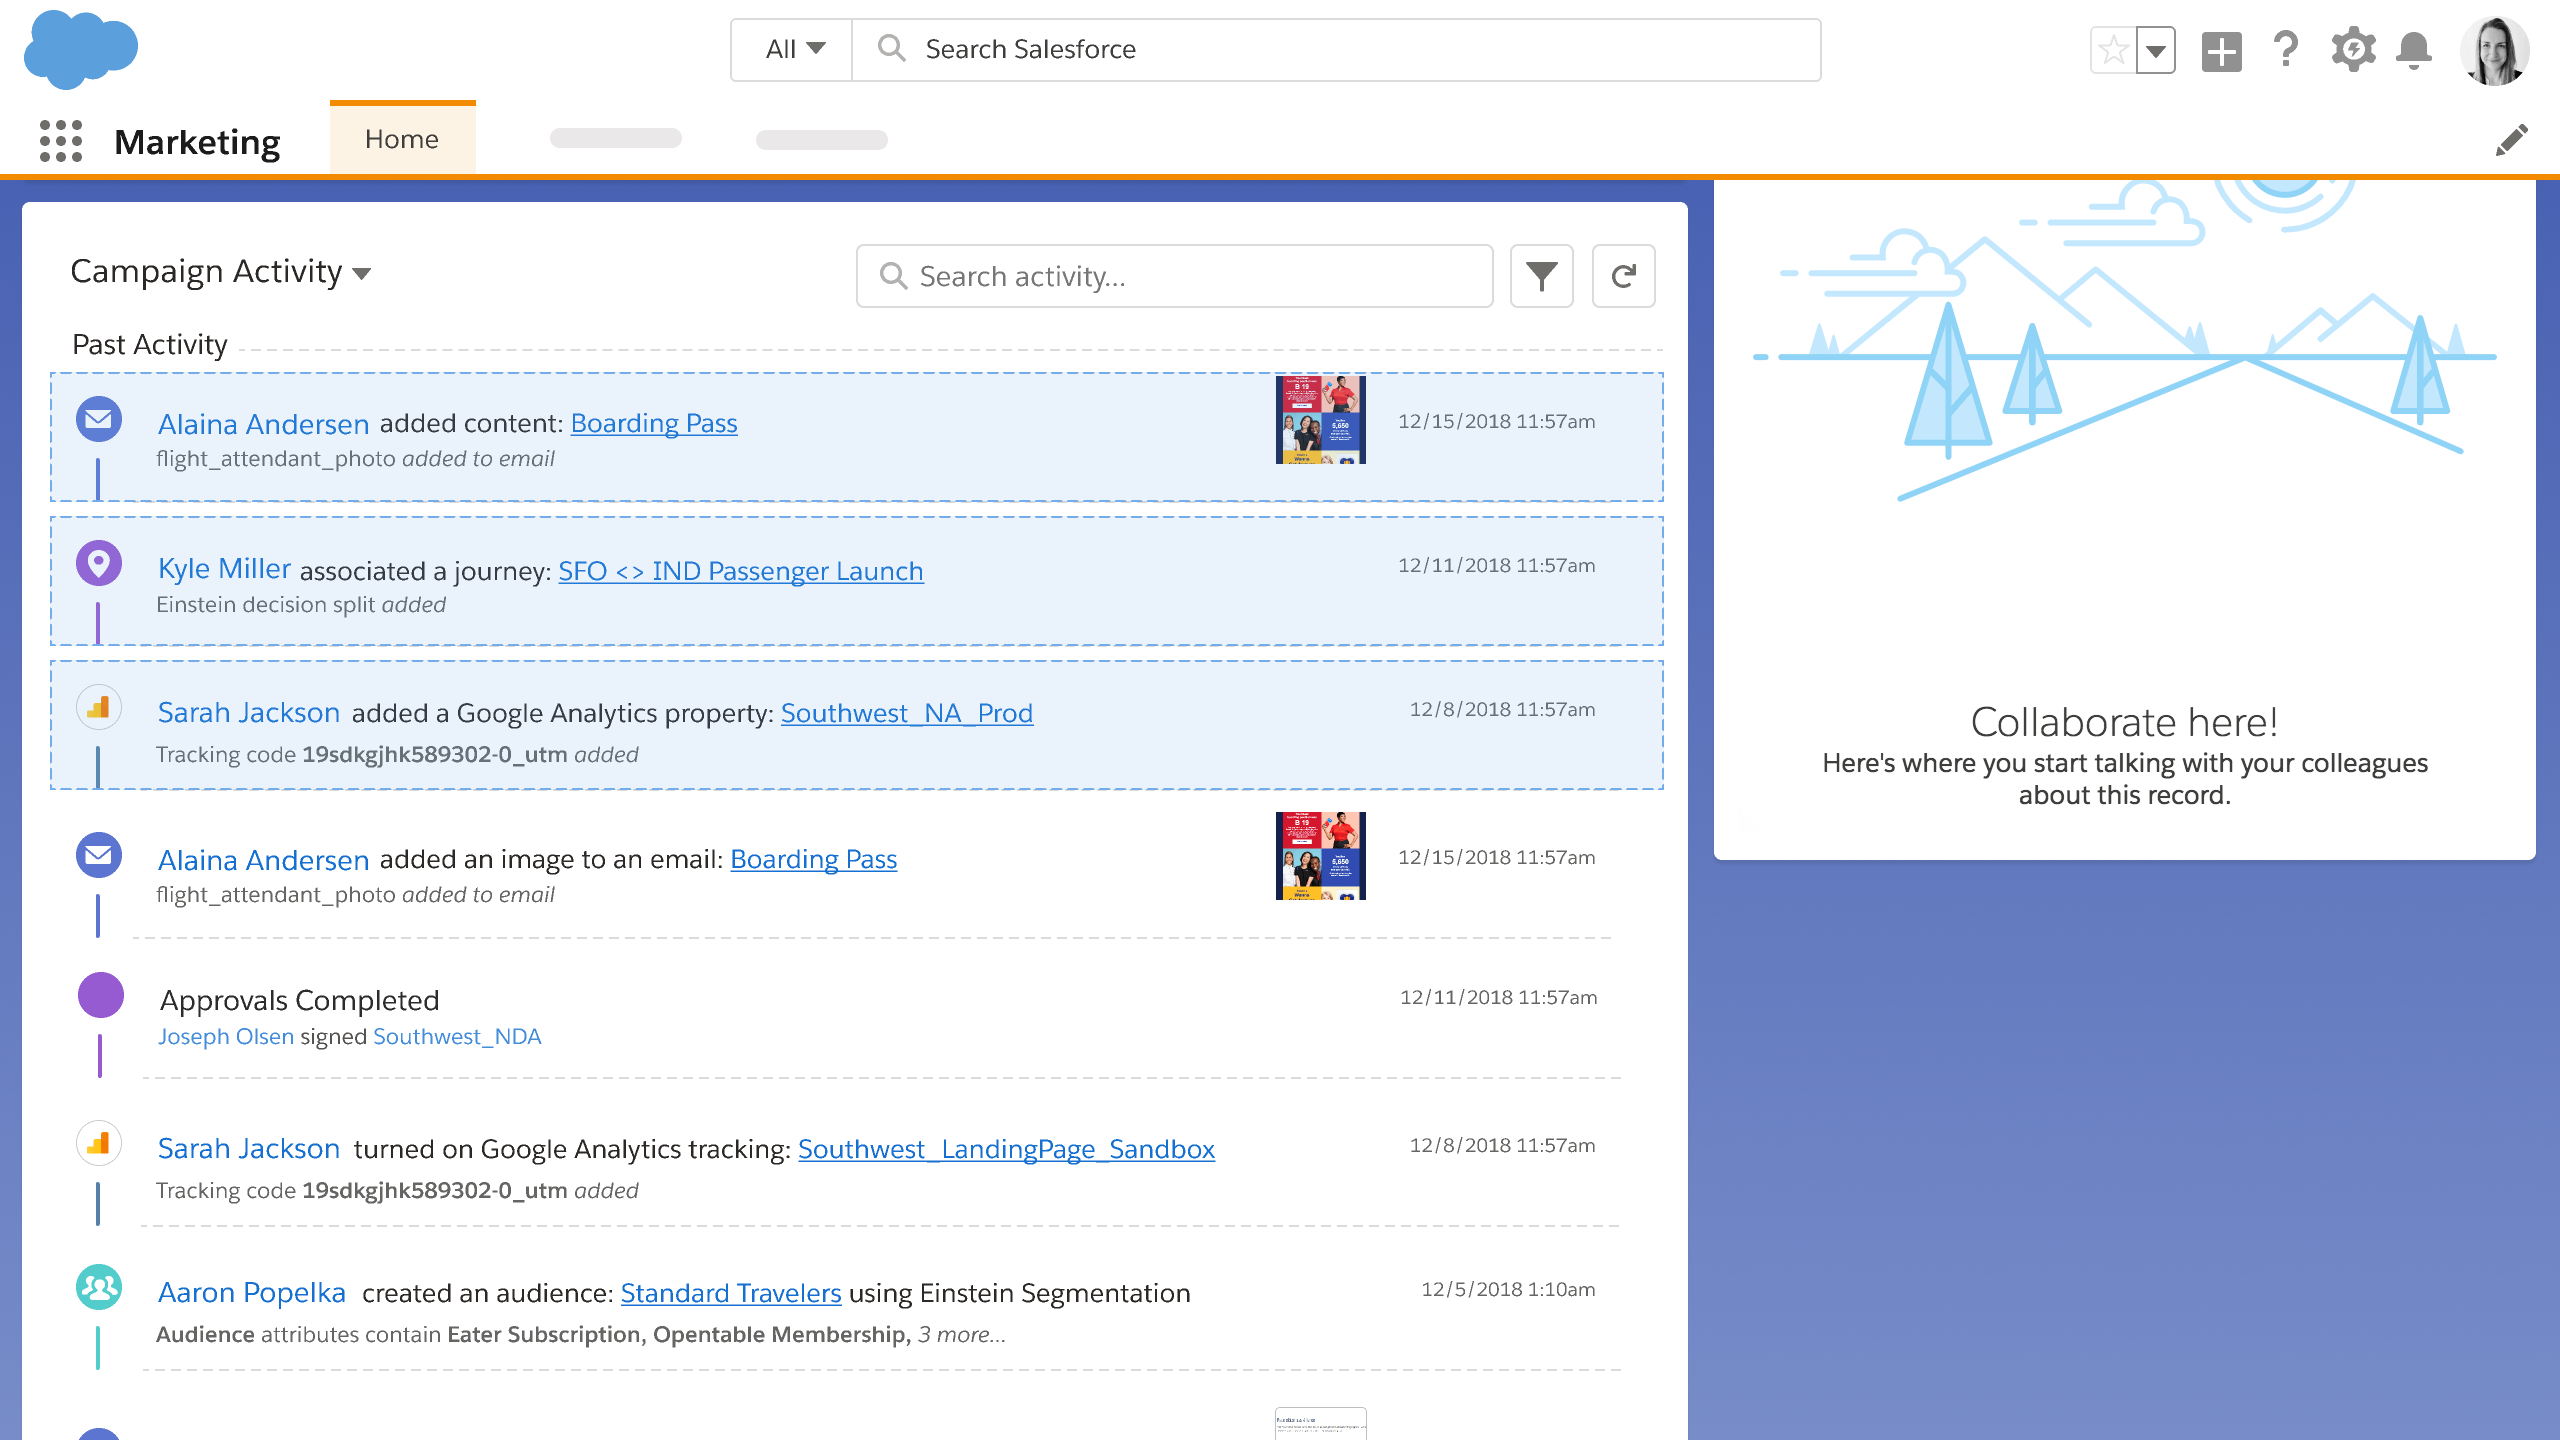 All
Search Salesforce
Marketing
Home
Campaign Activity
Search activity...
Past Activity
Alaina Andersen added content: Boarding Pass
12/15/2018 11:57am
flight_attendant_photo added to email
B 19
5,650
Kyle Miller associated a journey: SFO <> IND Passenger Launch
12/11/2018 11:57am
Einstein decision split added
Sarah Jackson added a Google Analytics property: Southwest_NA_Prod
12/8/2018 11:57am
Tracking code 19sdkgjhk589302-0_utm added
Alaina Andersen added an image to an email: Boarding Pass
12/15/2018 11:57am
flight_attendant_photo added to email
B 19
5,650
Approvals Completed
12/11/2018 11:57am
Joseph Olsen signed Southwest_NDA
Sarah Jackson turned on Google Analytics tracking: Southwest_LandingPage_Sandbox
12/8/2018 11:57am
Tracking code 19sdkgjhk589302-0_utm added
Aaron Popelka created an audience: Standard Travelers using Einstein Segmentation
12/5/2018 1:10am
Audience attributes contain Eater Subscription, Opentable Membership, 3 more...
Collaborate here!
Here's where you start talking with your colleagues
about this record.